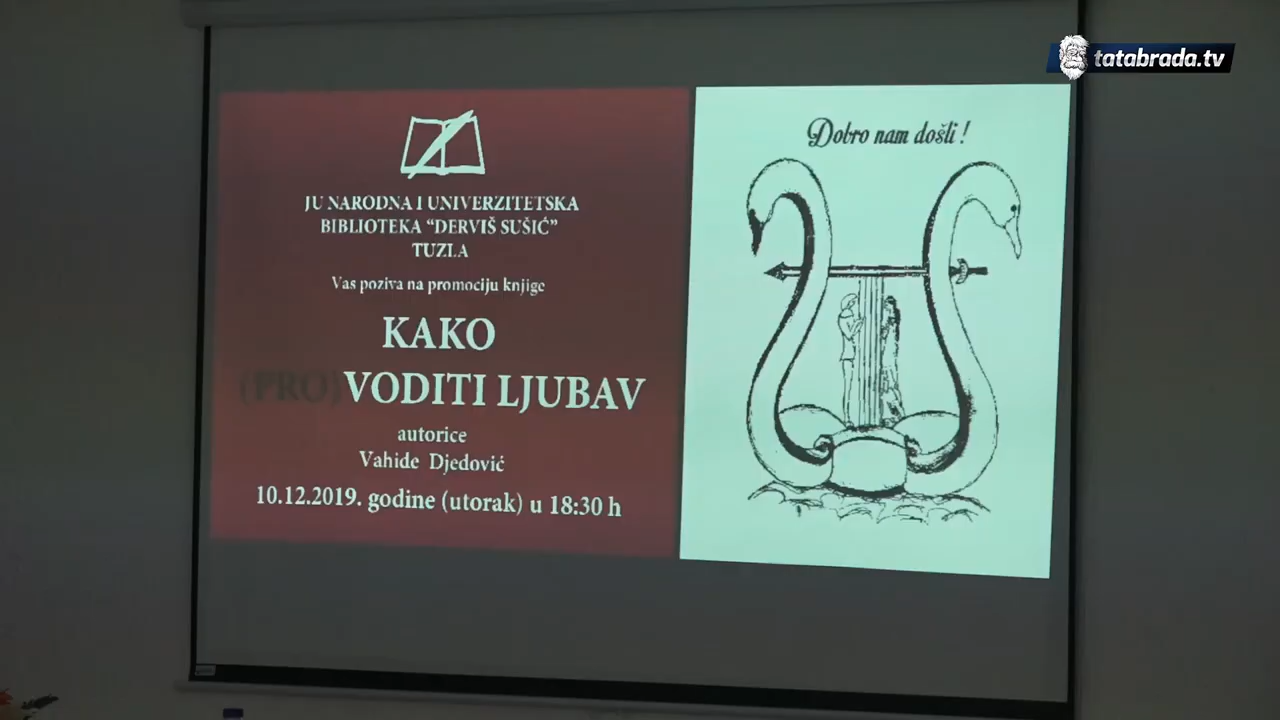 tatabrada.tv
JU NARODNA I UNIVERZITETSKA
BIBLIOTEKA “DERVIŠ SUŠIĆ”
TUZLA
Vas poziva na promociju knjige
KAKO
(PRO)VODITI LJUBAV
autorice
Vahide Djedović
10.12.2019. godine (utorak) u 18:30 h
Dobro nam došli !